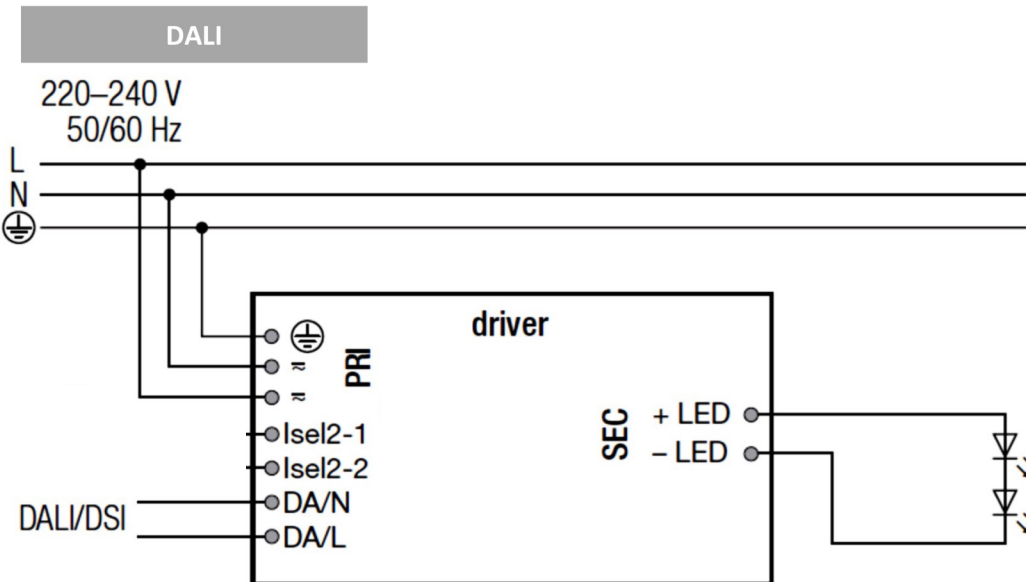 DALI
220–240 V
50/60 Hz
L
N
driver
PRI
Isel2-1
Isel2-2
DA/N
DA/L
DALI/DSI
SEC
+ LED
– LED